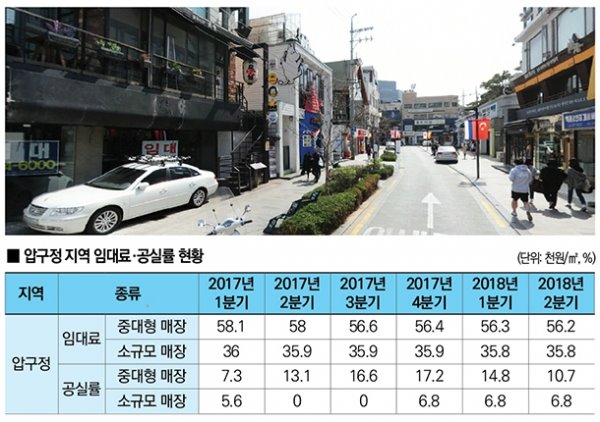 임대
6000
■ 압구정 지역 임대료·공실률 현황 (단위: 천원/㎡, %)
지역 종류 2017년 1분기 2017년 2분기 2017년 3분기 2017년 4분기 2018년 1분기 2018년 2분기
압구정 임대료 중대형 매장 58.1 58 56.6 56.4 56.3 56.2
소규모 매장 36 35.9 35.9 35.9 35.8 35.8
공실률 중대형 매장 7.3 13.1 16.6 17.2 14.8 10.7
소규모 매장 5.6 0 0 6.8 6.8 6.8